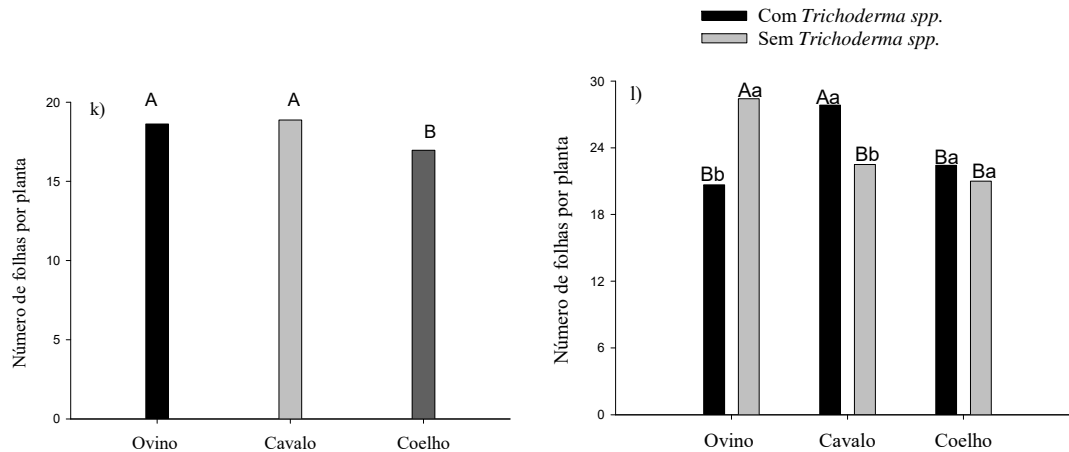 Com Trichoderma spp.
Sem Trichoderma spp.
k)
Número de folhas por planta
20
15
10
5
0
A
A
B
Ovino
Cavalo
Coelho
l)
Número de folhas por planta
30
24
18
12
6
0
Bb
Aa
Aa
Bb
Ba
Ba
Ovino
Cavalo
Coelho